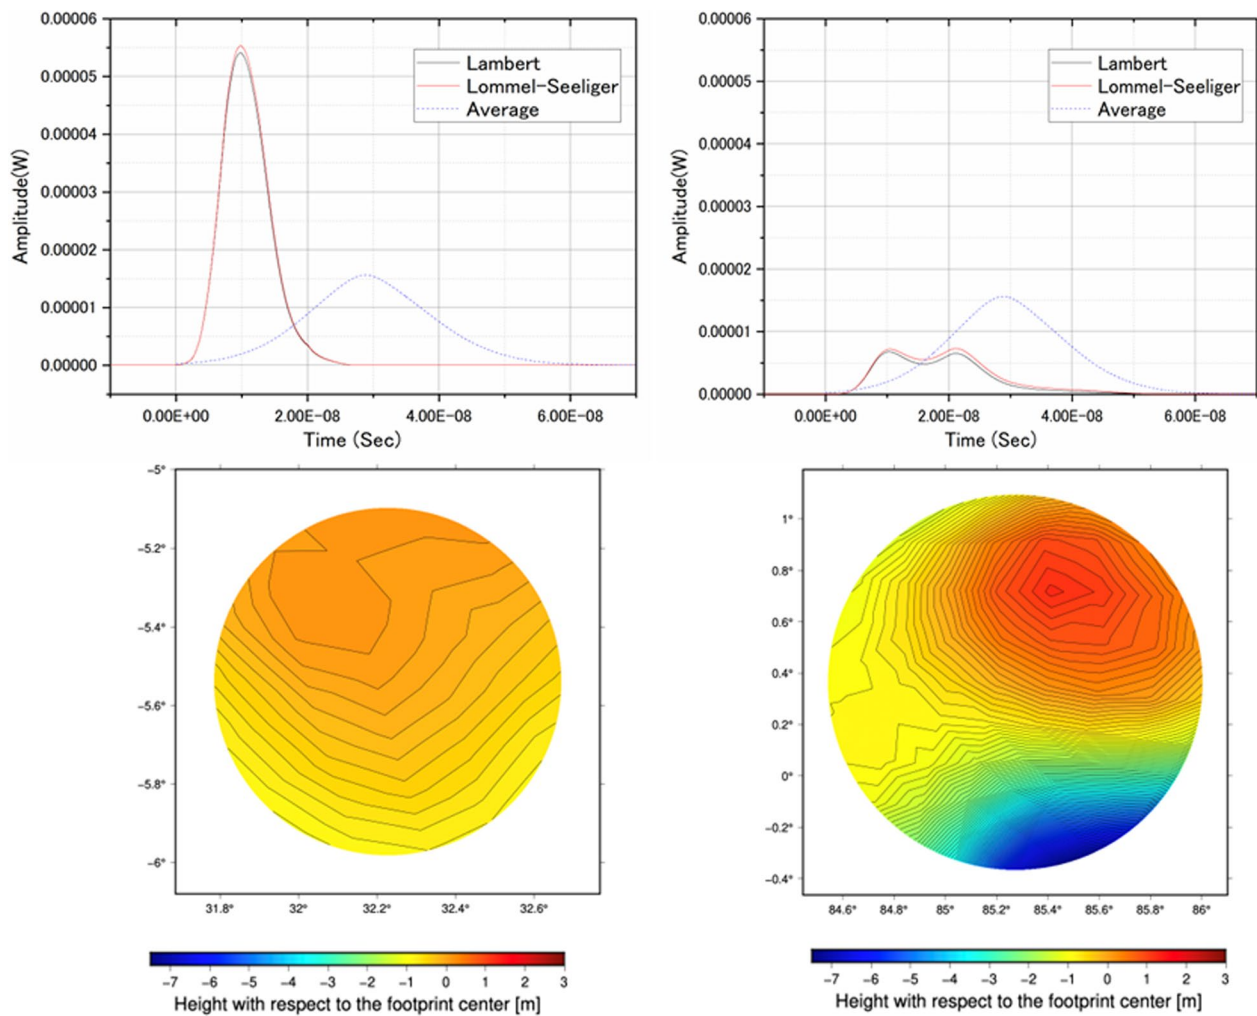 0.00006
0.00005
0.00004
0.00003
0.00002
0.00001
0.00000
Amplitude(W)
Lambert
Lommel-Seeliger
Average
0.00E+00 2.00E-08 4.00E-08 6.00E-08
Time (Sec)
0.00006
0.00005
0.00004
0.00003
0.00002
0.00001
0.00000
Amplitude(W)
Lambert
Lommel-Seeliger
Average
0.00E+00 2.00E-08 4.00E-08 6.00E-08
Time (Sec)
-5°
-5.2°
-5.4°
-5.6°
-5.8°
-6°
31.8° 32° 32.2° 32.4° 32.6°
-7 -6 -5 -4 -3 -2 -1 0 1 2 3
Height with respect to the footprint center [m]
1°
0.8°
0.6°
0.4°
0.2°
0°
-0.2°
-0.4°
84.6° 84.8° 85° 85.2° 85.4° 85.6° 85.8° 86°
-7 -6 -5 -4 -3 -2 -1 0 1 2 3
Height with respect to the footprint center [m]